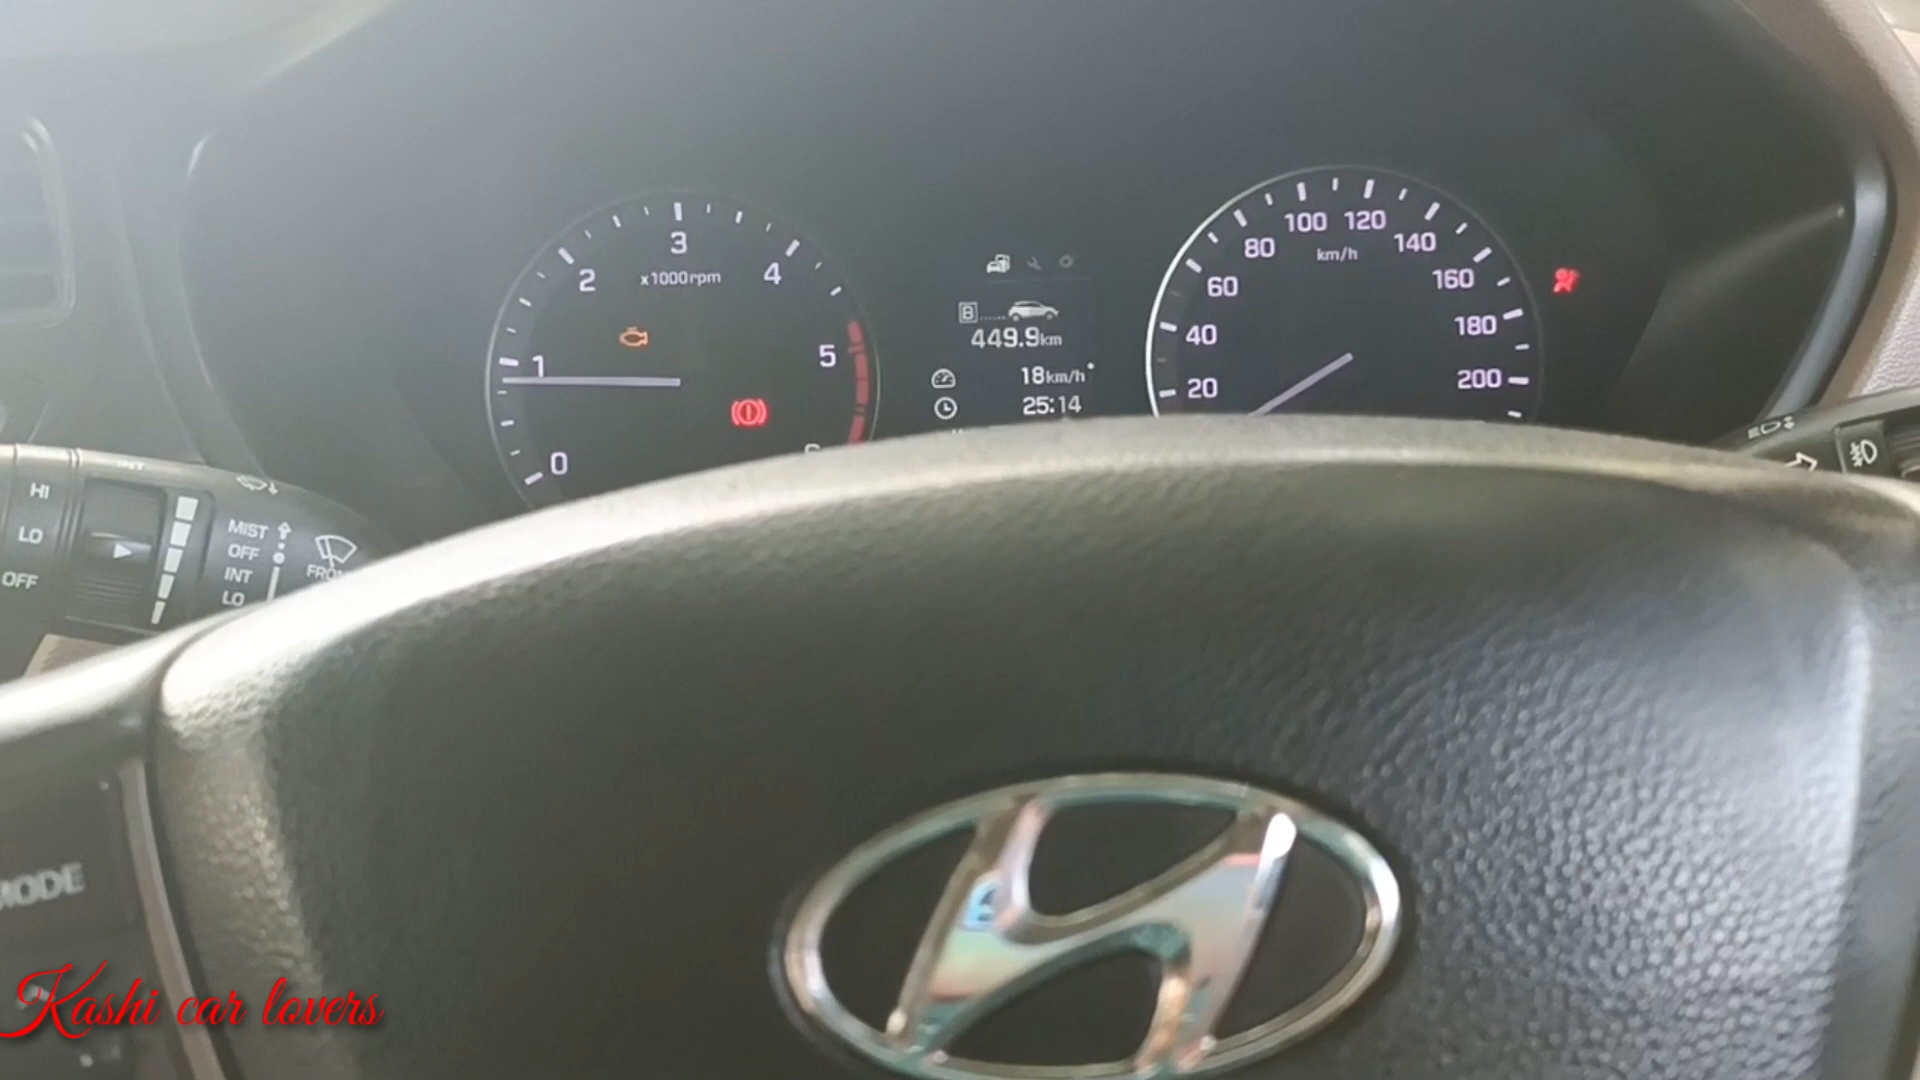 3
2
4
x1000rpm
1
5
0
B
449.9km
18km/h
25:14
100 120
80
140
km/h
60
160
40
180
20
200
HI
LO
OFF
MIST
OFF
INT
LO
MODE
Kashi car lovers